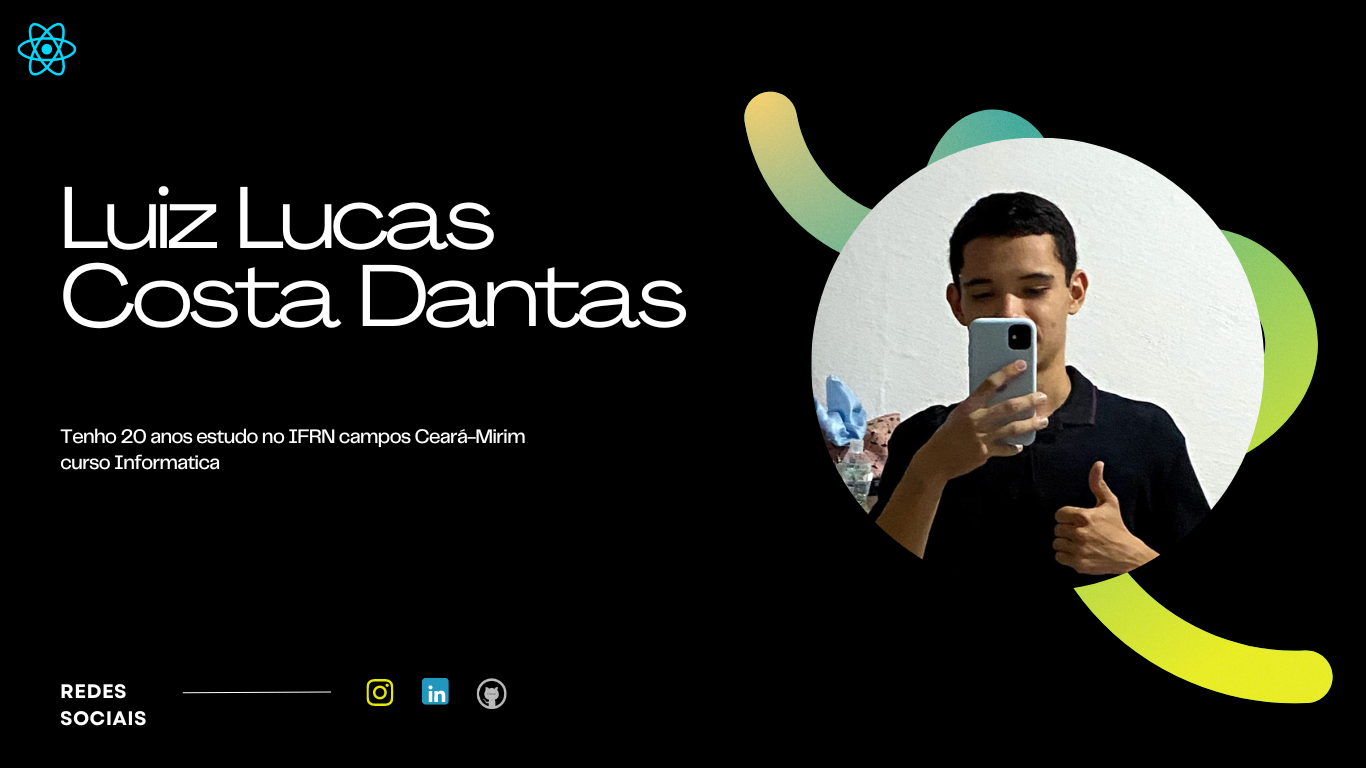 Luiz Lucas
Costa Dantas
Tenho 20 anos estudo no IFRN campos Ceará-Mirim
curso Informatica
REDES
SOCIAIS
in